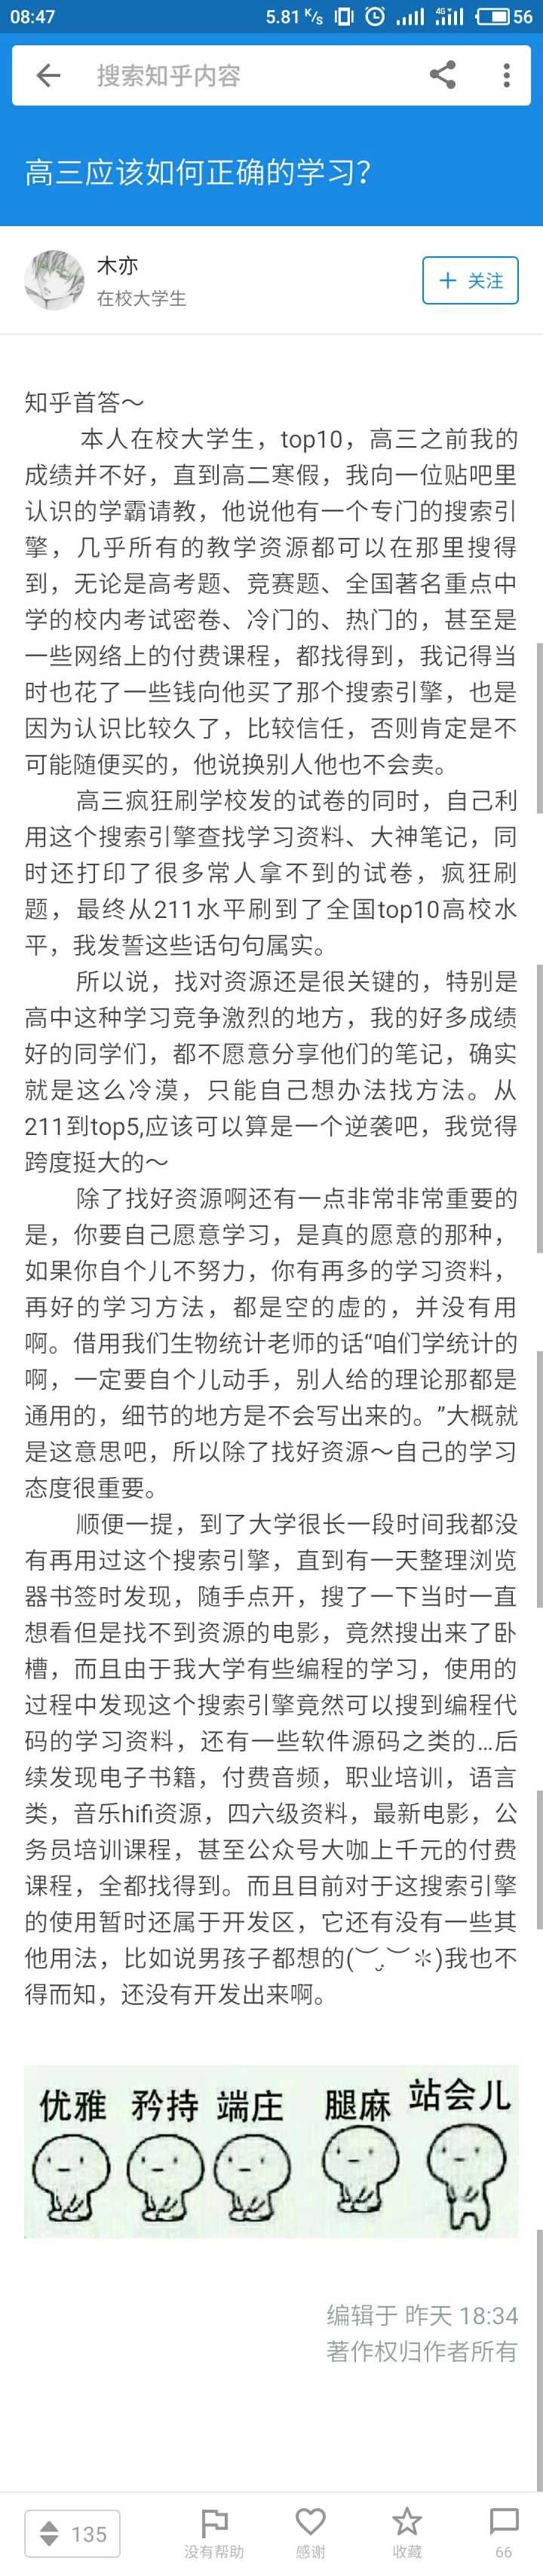 08:47 5.81 K/s 4G 56
搜索知乎内容
高三应该如何正确的学习?
木亦
在校大学生
+ 关注
知乎首答～
本人在校大学生，top10，高三之前我的
成绩并不好，直到高二寒假，我向一位贴吧里
认识的学霸请教，他说他有一个专门的搜索引
擎，几乎所有的教学资源都可以在那里搜得
到，无论是高考题、竞赛题、全国著名重点中
学的校内考试密卷、冷门的、热门的，甚至是
一些网络上的付费课程，都找得到，我记得当
时也花了一些钱向他买了那个搜索引擎，也是
因为认识比较久了，比较信任，否则肯定是不
可能随便买的，他说换别人他也不会卖。
高三疯狂刷学校发的试卷的同时，自己利
用这个搜索引擎查找学习资料、大神笔记，同
时还打印了很多常人拿不到的试卷，疯狂刷
题，最终从211水平刷到了全国top10高校水
平，我发誓这些话句句属实。
所以说，找对资源还是很关键的，特别是
高中这种学习竞争激烈的地方，我的好多成绩
好的同学们，都不愿意分享他们的笔记，确实
就是这么冷漠，只能自己想办法找方法。从
211到top5,应该可以算是一个逆袭吧，我觉得
跨度挺大的～
除了找好资源啊还有一点非常非常重要的
是，你要自己愿意学习，是真的愿意的那种，
如果你自个儿不努力，你有再多的学习资料，
再好的学习方法，都是空的虚的，并没有用
啊。借用我们生物统计老师的话“咱们学统计的
啊，一定要自个儿动手，别人给的理论那都是
通用的，细节的地方是不会写出来的。”大概就
是这意思吧，所以除了找好资源～自己的学习
态度很重要。
顺便一提，到了大学很长一段时间我都没
有再用过这个搜索引擎，直到有一天整理浏览
器书签时发现，随手点开，搜了一下当时一直
想看但是找不到资源的电影，竟然搜出来了卧
槽，而且由于我大学有些编程的学习，使用的
过程中发现这个搜索引擎竟然可以搜到编程代
码的学习资料，还有一些软件源码之类的...后
续发现电子书籍，付费音频，职业培训，语言
类，音乐hifi资源，四六级资料，最新电影，公
务员培训课程，甚至公众号大咖上千元的付费
课程，全都找得到。而且目前对于这搜索引擎
的使用暂时还属于开发区，它还有没有一些其
他用法，比如说男孩子都想的(︶.̮︶✽)我也不
得而知，还没有开发出来啊。
优雅 矜持 端庄 腿麻 站会儿
编辑于 昨天 18:34
著作权归作者所有
135 没有帮助 感谢 收藏 66